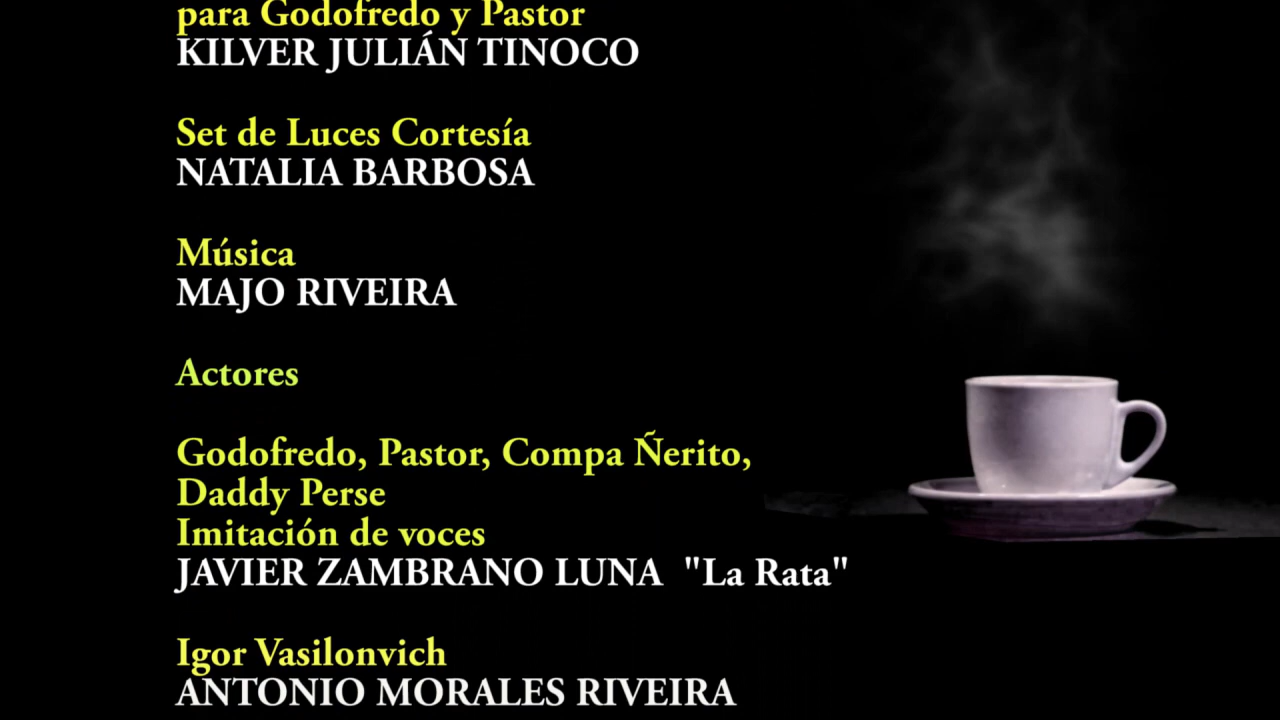 para Godofredo y Pastor
KILVER JULIÁN TINOCO
Set de Luces Cortesía
NATALIA BARBOSA
Música
MAJO RIVEIRA
Actores
Godofredo, Pastor, Compa Ñerito,
Daddy Perse
Imitación de voces
JAVIER ZAMBRANO LUNA "La Rata"
Igor Vasilonvich
ANTONIO MORALES RIVEIRA